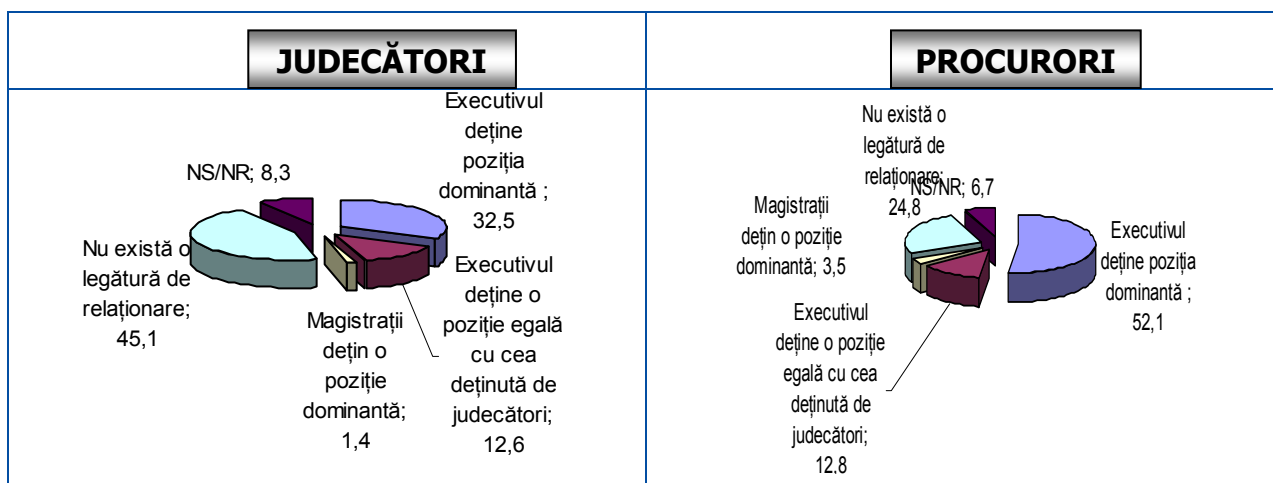 JUDECĂTORI
Executivul
deține
poziția
dominantă ;
32,5
NS/NR; 8,3
Nu există o
legătură de
relaționare;
45,1
Magistrații
dețin o
poziție
dominantă;
1,4
Executivul
deține o
poziție egală
cu cea
deținută de
judecători;
12,6
PROCURORI
Nu există o
legătură de
relaționare;
24,8
NS/NR; 6,7
Magistrații
dețin o poziție
dominantă; 3,5
Executivul
deține poziția
dominantă ;
52,1
Executivul
deține o poziție
egală cu cea
deținută de
judecători;
12,8